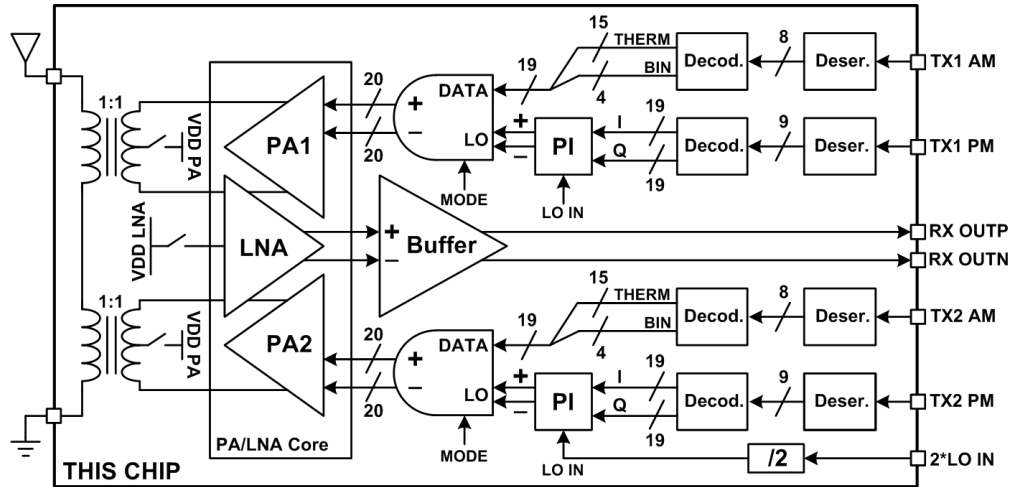 15
THERM
8
20
19
Decod.
Deser.
TX1 AM
DATA
BIN
4
1:1
VDD PA
PA1
+
−
20
LO
+
−
PI
I
19
9
Decod.
Deser.
TX1 PM
Q
19
MODE
LO IN
VDD LNA
LNA
+
−
Buffer
RX OUTP
RX OUTN
15
THERM
8
1:1
20
19
Decod.
Deser.
TX2 AM
DATA
BIN
4
VDD PA
PA2
+
−
20
LO
+
−
PI
I
19
9
Decod.
Deser.
TX2 PM
Q
19
PA/LNA Core
MODE
LO IN
/2
2*LO IN
THIS CHIP